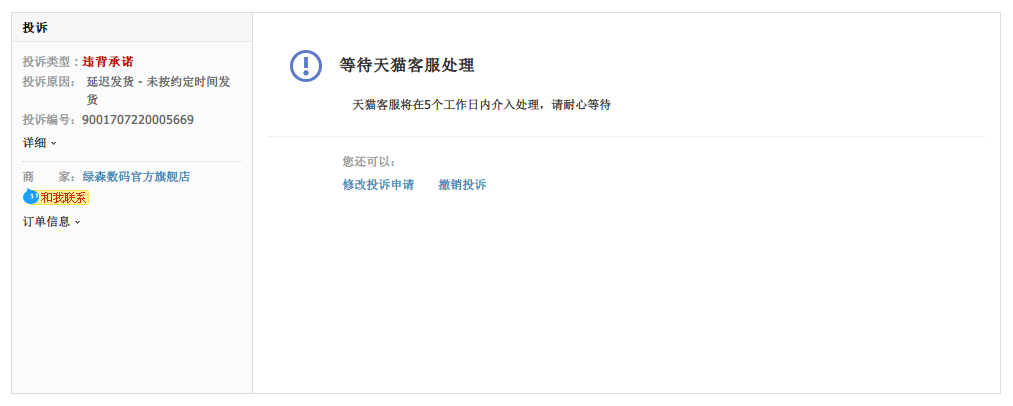 投诉
投诉类型：违背承诺
投诉原因： 延迟发货 - 未按约定时间发
货
投诉编号：9001707220005669
详细
商 家：绿森数码官方旗舰店
和我联系
订单信息
等待天猫客服处理
天猫客服将在5个工作日内介入处理，请耐心等待
您还可以：
修改投诉申请 撤销投诉